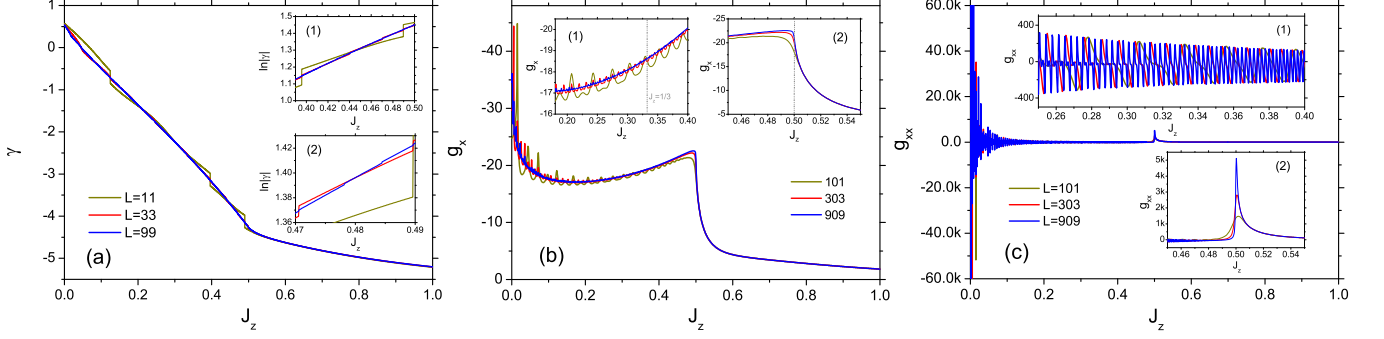 1
0
-1
-2
-3
-4
-5
γ
0.0 0.2 0.4 0.6 0.8 1.0
J_z
L=11
L=33
L=99
(a)
(1)
ln|γ|
1.5
1.4
1.3
1.2
1.1
1.0
0.40 0.42 0.44 0.46 0.48 0.50
J_z
(2)
ln|γ|
1.42
1.40
1.38
1.36
0.47 0.48 0.49
J_z
-40
-30
-20
-10
0
g_x
0.0 0.2 0.4 0.6 0.8 1.0
J_z
101
303
909
(b)
(1)
g_x
-20
-19
-18
-17
-16
0.20 0.25 0.30 0.35 0.40
J_z
J_z=1/3
(2)
g_x
-25
-20
-15
-10
-5
0.46 0.48 0.50 0.52 0.54
J_z
60.0k
40.0k
20.0k
0.0
-20.0k
-40.0k
-60.0k
g_xx
0.0 0.2 0.4 0.6 0.8 1.0
J_z
L=101
L=303
L=909
(c)
(1)
g_xx
400
0
-400
0.26 0.28 0.30 0.32 0.34 0.36 0.38 0.40
J_z
(2)
g_xx
5k
4k
3k
2k
1k
0
0.46 0.48 0.50 0.52 0.54
J_z